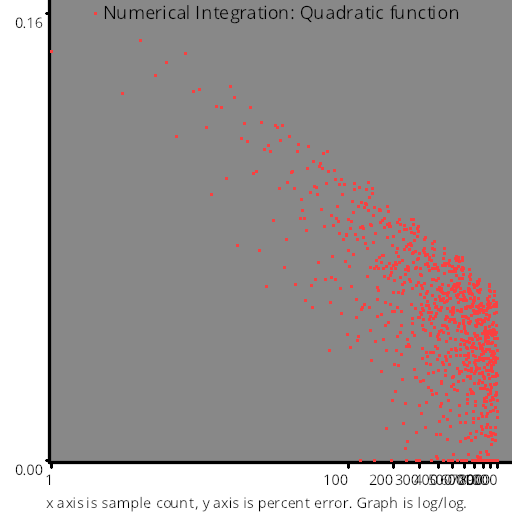 Numerical Integration: Quadratic function
0.16
0.00
1 100 200 300
x axis is sample count, y axis is percent error. Graph is log/log.